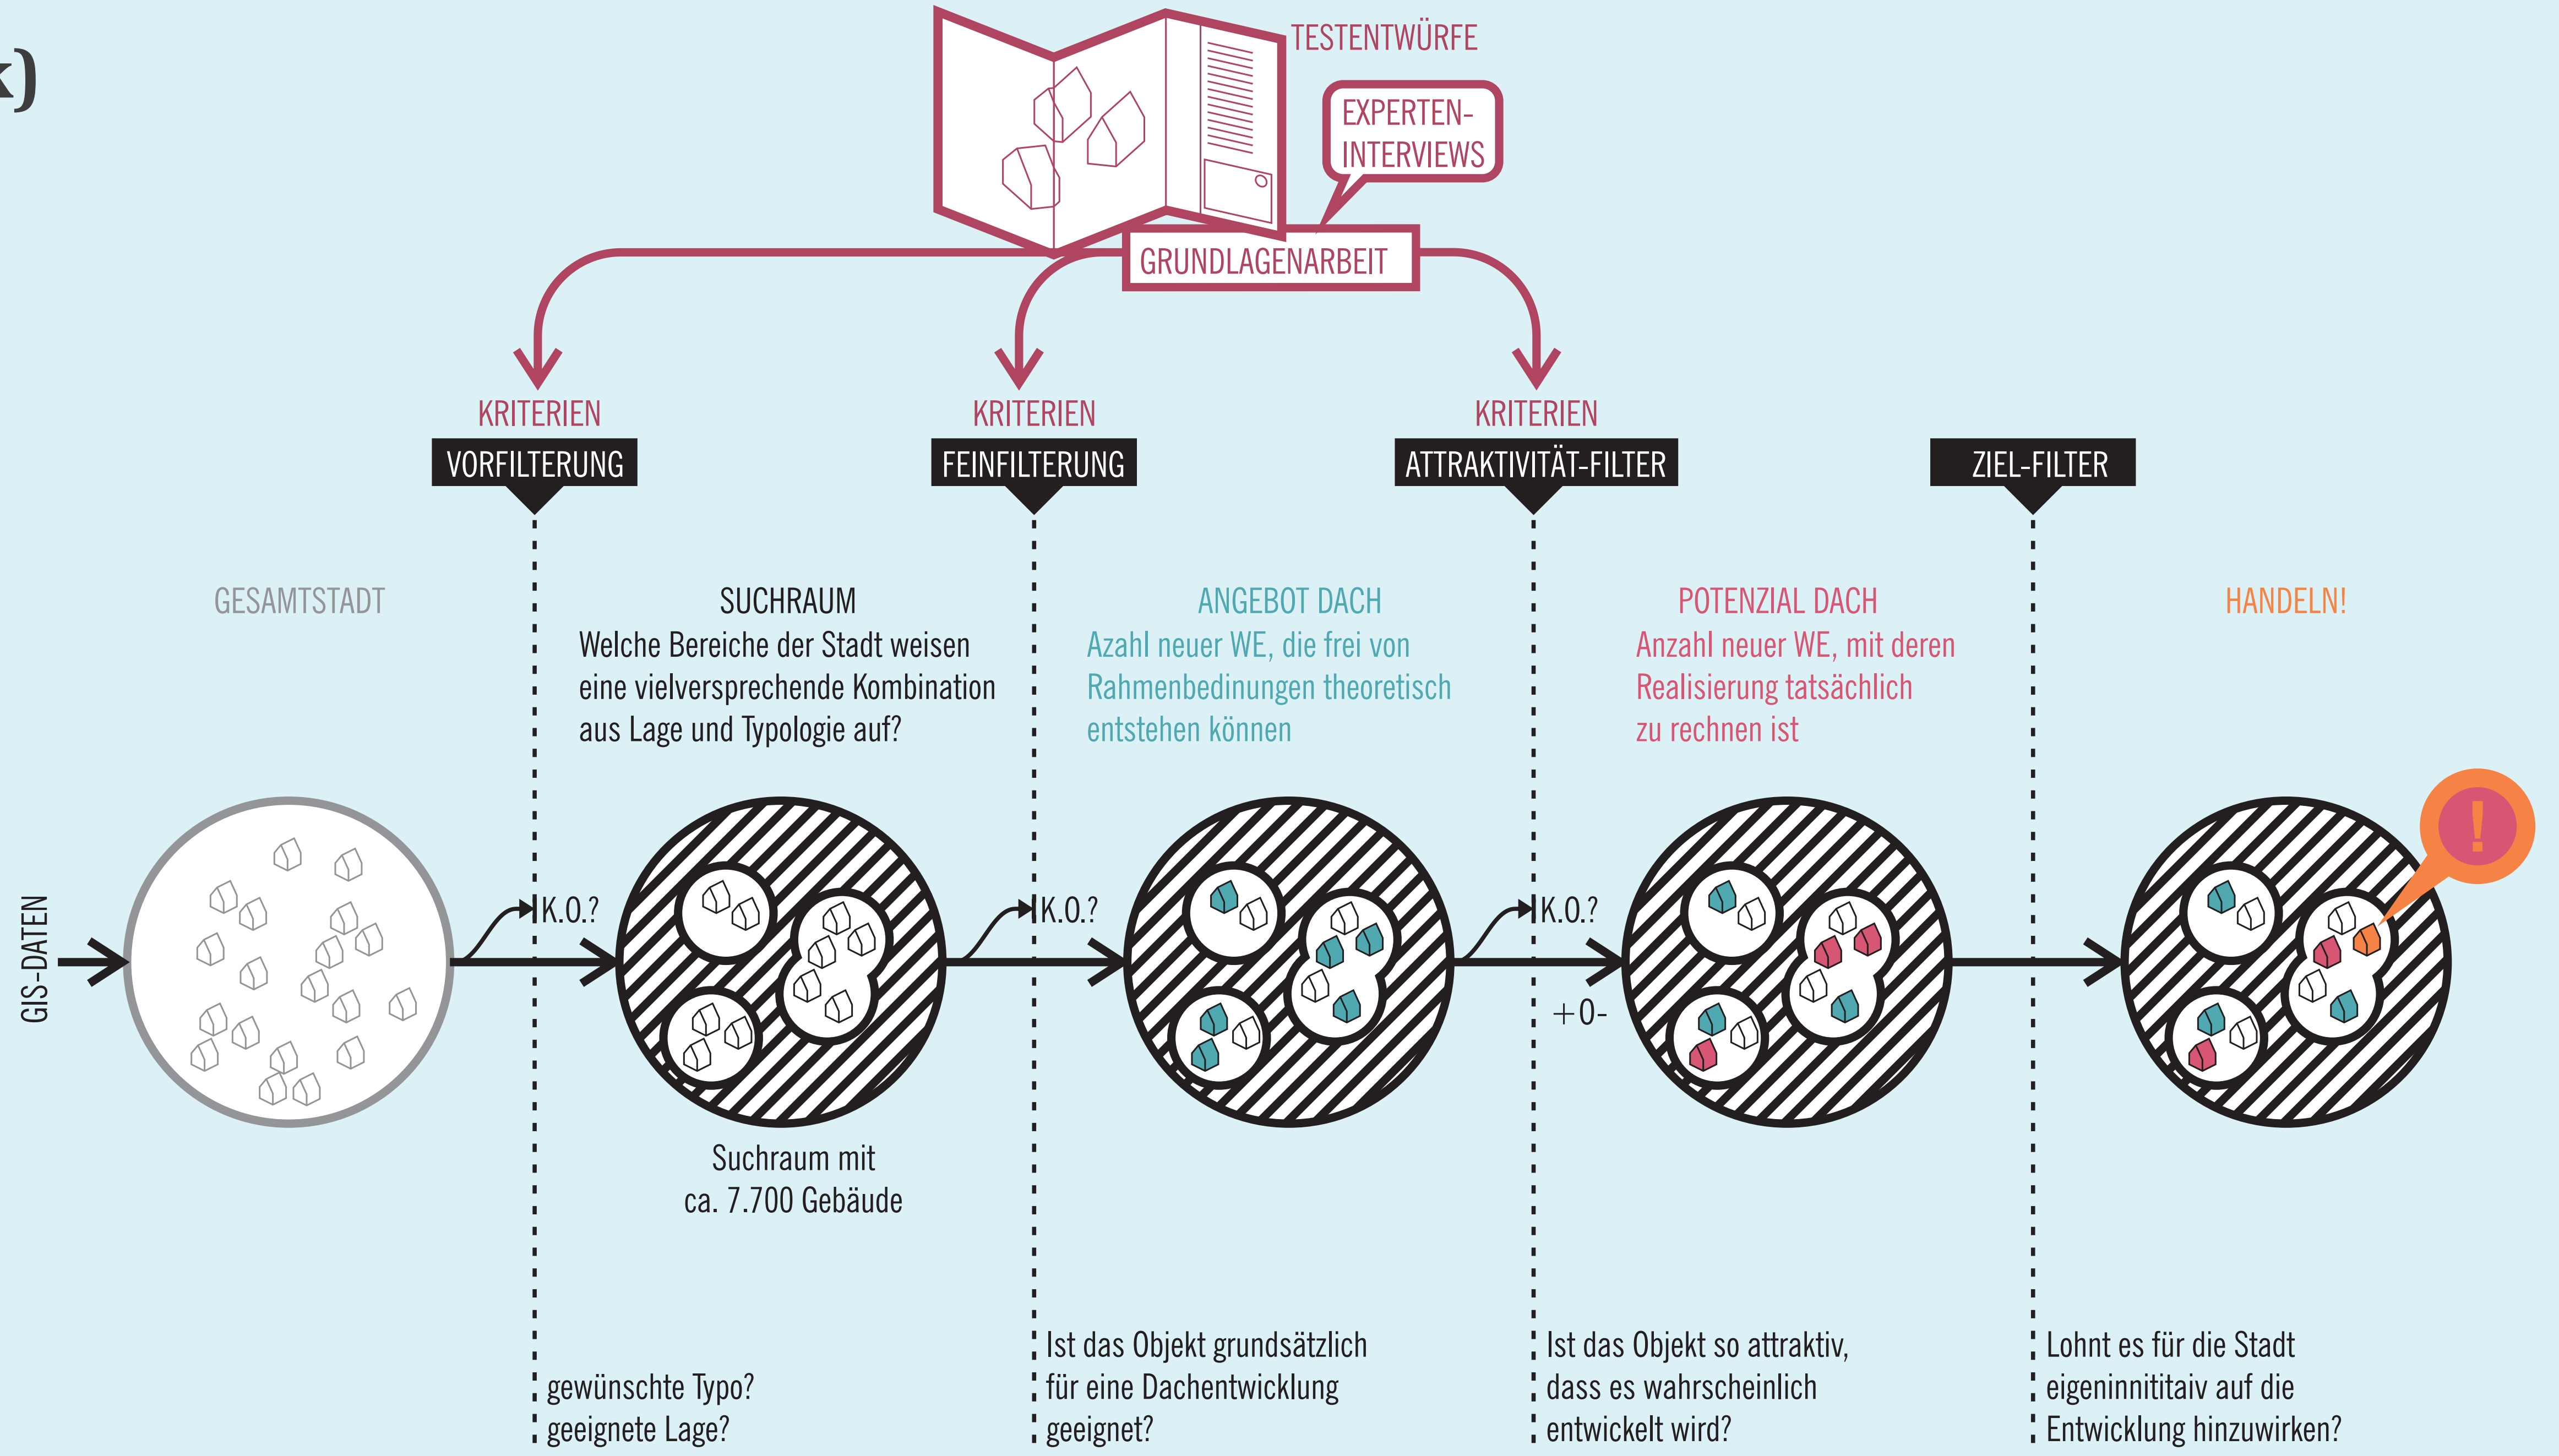 k)
TESTENTWÜRFE
EXPERTEN-
INTERVIEWS
GRUNDLAGENARBEIT
KRITERIEN
KRITERIEN
KRITERIEN
VORFILTERUNG
FEINFILTERUNG
ATTRAKTIVITÄT-FILTER
ZIEL-FILTER
GESAMTSTADT
SUCHRAUM
Welche Bereiche der Stadt weisen
eine vielversprechende Kombination
aus Lage und Typologie auf?
ANGEBOT DACH
Azahl neuer WE, die frei von
Rahmenbedinungen theoretisch
entstehen können
POTENZIAL DACH
Anzahl neuer WE, mit deren
Realisierung tatsächlich
zu rechnen ist
HANDELN!
!
GIS-DATEN
K.O.?
K.O.?
K.O.?
+0-
Suchraum mit
ca. 7.700 Gebäude
gewünschte Typo?
geeignete Lage?
Ist das Objekt grundsätzlich
für eine Dachentwicklung
geeignet?
Ist das Objekt so attraktiv,
dass es wahrscheinlich
entwickelt wird?
Lohnt es für die Stadt
eigeninnititaiv auf die
Entwicklung hinzuwirken?